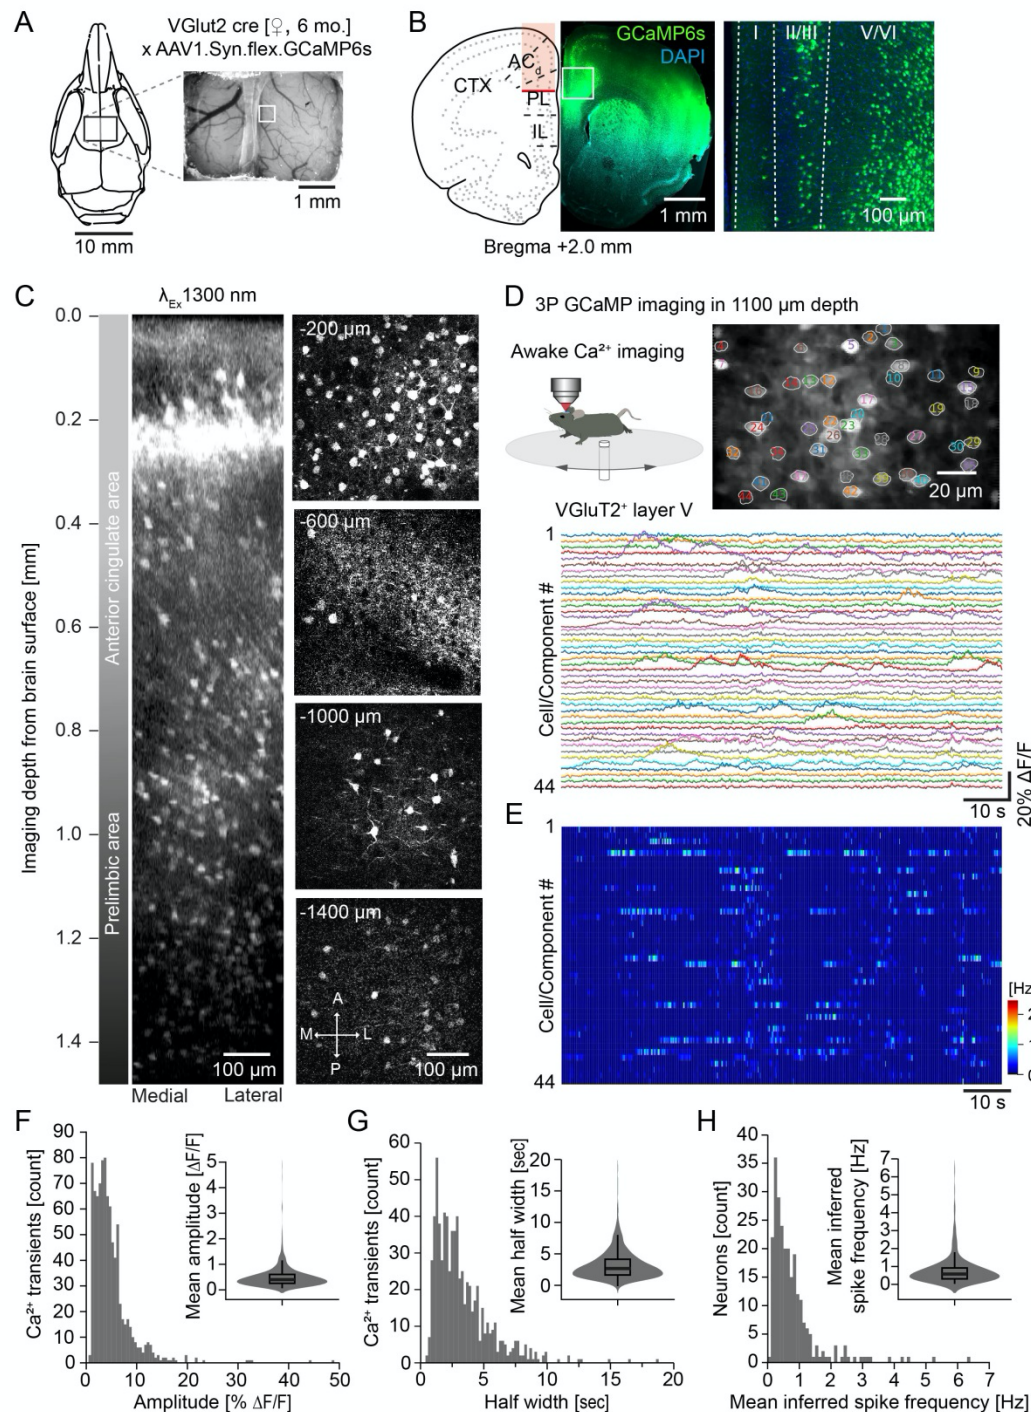 A
VGlut2 cre [♀, 6 mo.]
x AAV1.Syn.flex.GCaMP6s
1 mm
10 mm
B
CTX
AC
PL
IL
GCaMP6s
DAPI
1 mm
I II/III V/VI
100 µm
Bregma +2.0 mm
C
λEx 1300 nm
Imaging depth from brain surface [mm]
0.0
0.2
0.4
0.6
0.8
1.0
1.2
1.4
Anterior cingulate area
Prelimbic area
100 µm
Medial Lateral
-200 µm
-600 µm
-1000 µm
-1400 µm
A
M L
P
100 µm
D
3P GCaMP imaging in 1100 µm depth
Awake Ca²⁺ imaging
20 µm
VGluT2⁺ layer V
1
Cell/Component #
44
20% ΔF/F
10 s
E
1
Cell/Component #
44
[Hz
2
1
0
10 s
F
Ca²⁺ transients [count]
90
80
70
60
50
40
30
20
10
0
0 10 20 30 40 50
Amplitude [% ΔF/F]
Mean amplitude [ΔF/F]
5
4
3
2
1
0
G
Ca²⁺ transients [count]
60
50
40
30
20
10
0
0 5 10 15 20
Half width [sec]
Mean half width [sec]
20
15
10
5
0
H
Neurons [count]
40
35
30
25
20
15
10
5
0
0 1 2 3 4 5 6 7
Mean inferred spike frequency [Hz]
Mean inferred
spike frequency [Hz]
7
6
5
4
3
2
1
0